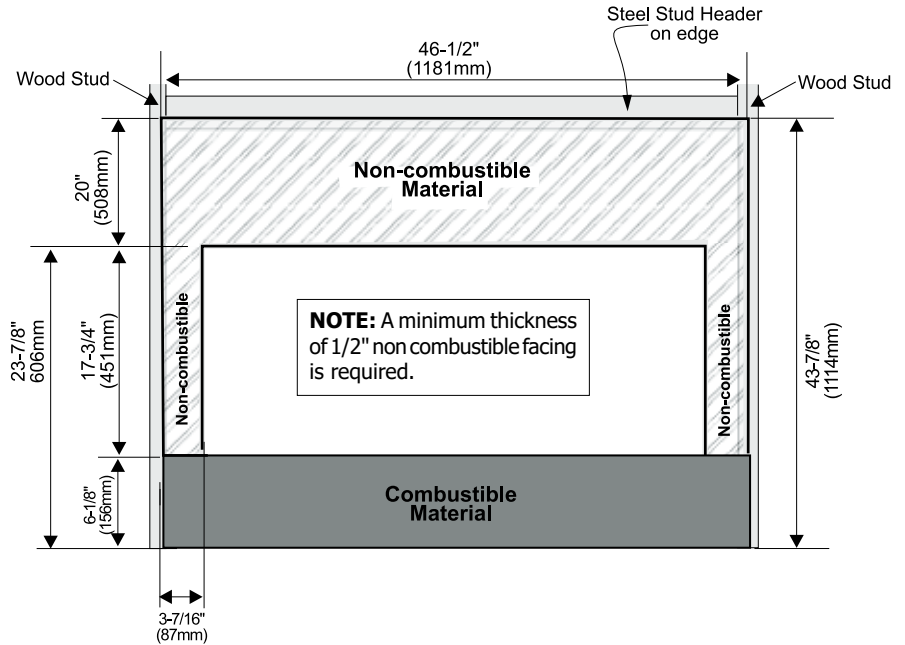 Steel Stud Header
on edge
46-1/2"
(1181mm)
Wood Stud
Wood Stud
20"
(508mm)
Non-combustible
Material
23-7/8"
606mm
17-3/4"
(451mm)
Non-combustible
NOTE: A minimum thickness
of 1/2" non combustible facing
is required.
Non-combustible
43-7/8"
(1114mm)
6-1/8"
(156mm)
Combustible
Material
3-7/16"
(87mm)